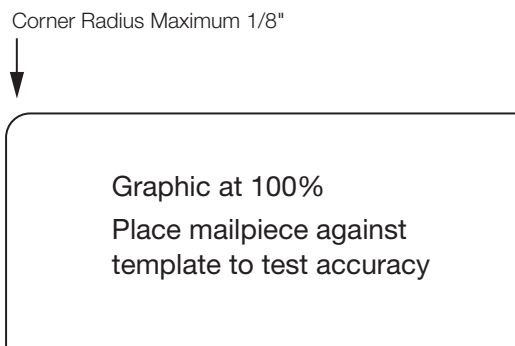 Corner Radius Maximum 1/8"
Graphic at 100%
Place mailpiece against
template to test accuracy